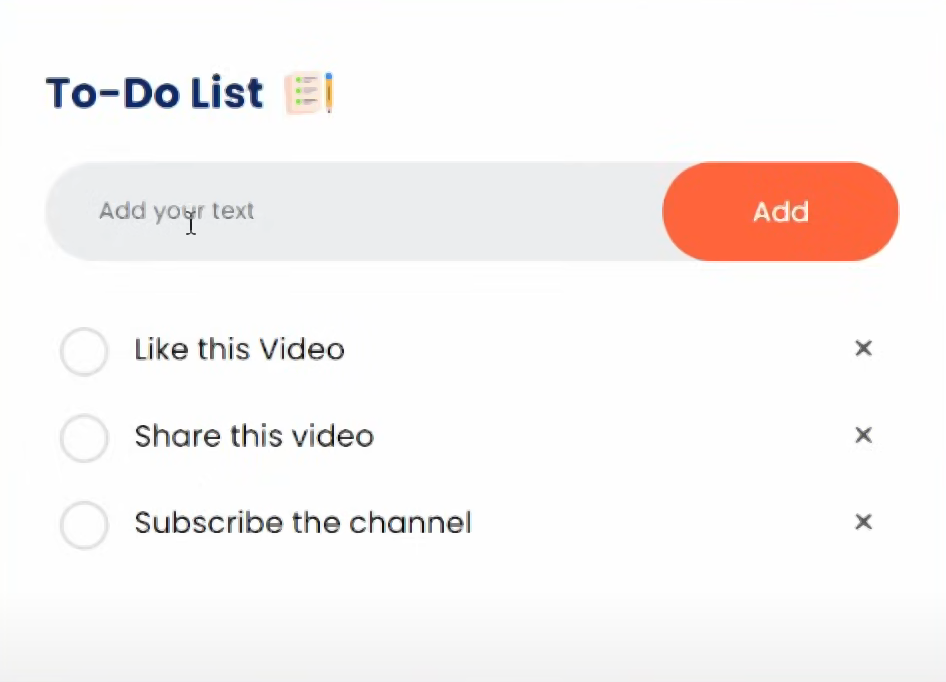 To-Do List
Add your text
Add
Like this Video
Share this video
Subscribe the channel